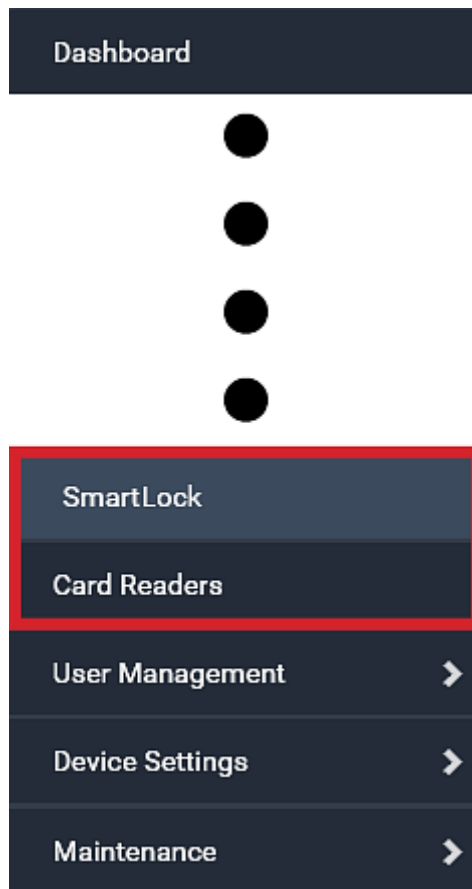 Dashboard
SmartLock
Card Readers
User Management
Device Settings
Maintenance